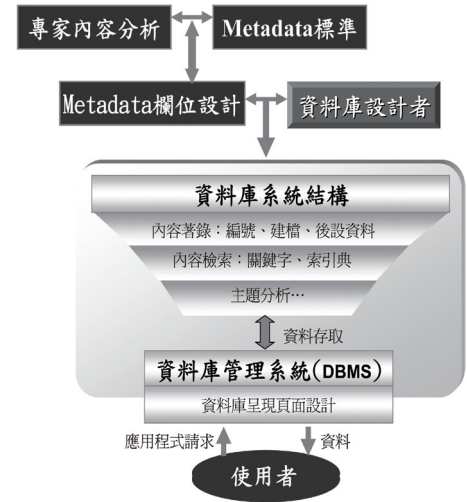 專家內容分析
Metadata標準
Metadata欄位設計
資料庫設計者
資料庫系統結構
內容著錄：編號、建檔、後設資料
內容檢索：關鍵字、索引典
主題分析…
資料存取
資料庫管理系統(DBMS)
資料庫呈現頁面設計
應用程式請求
資料
使用者